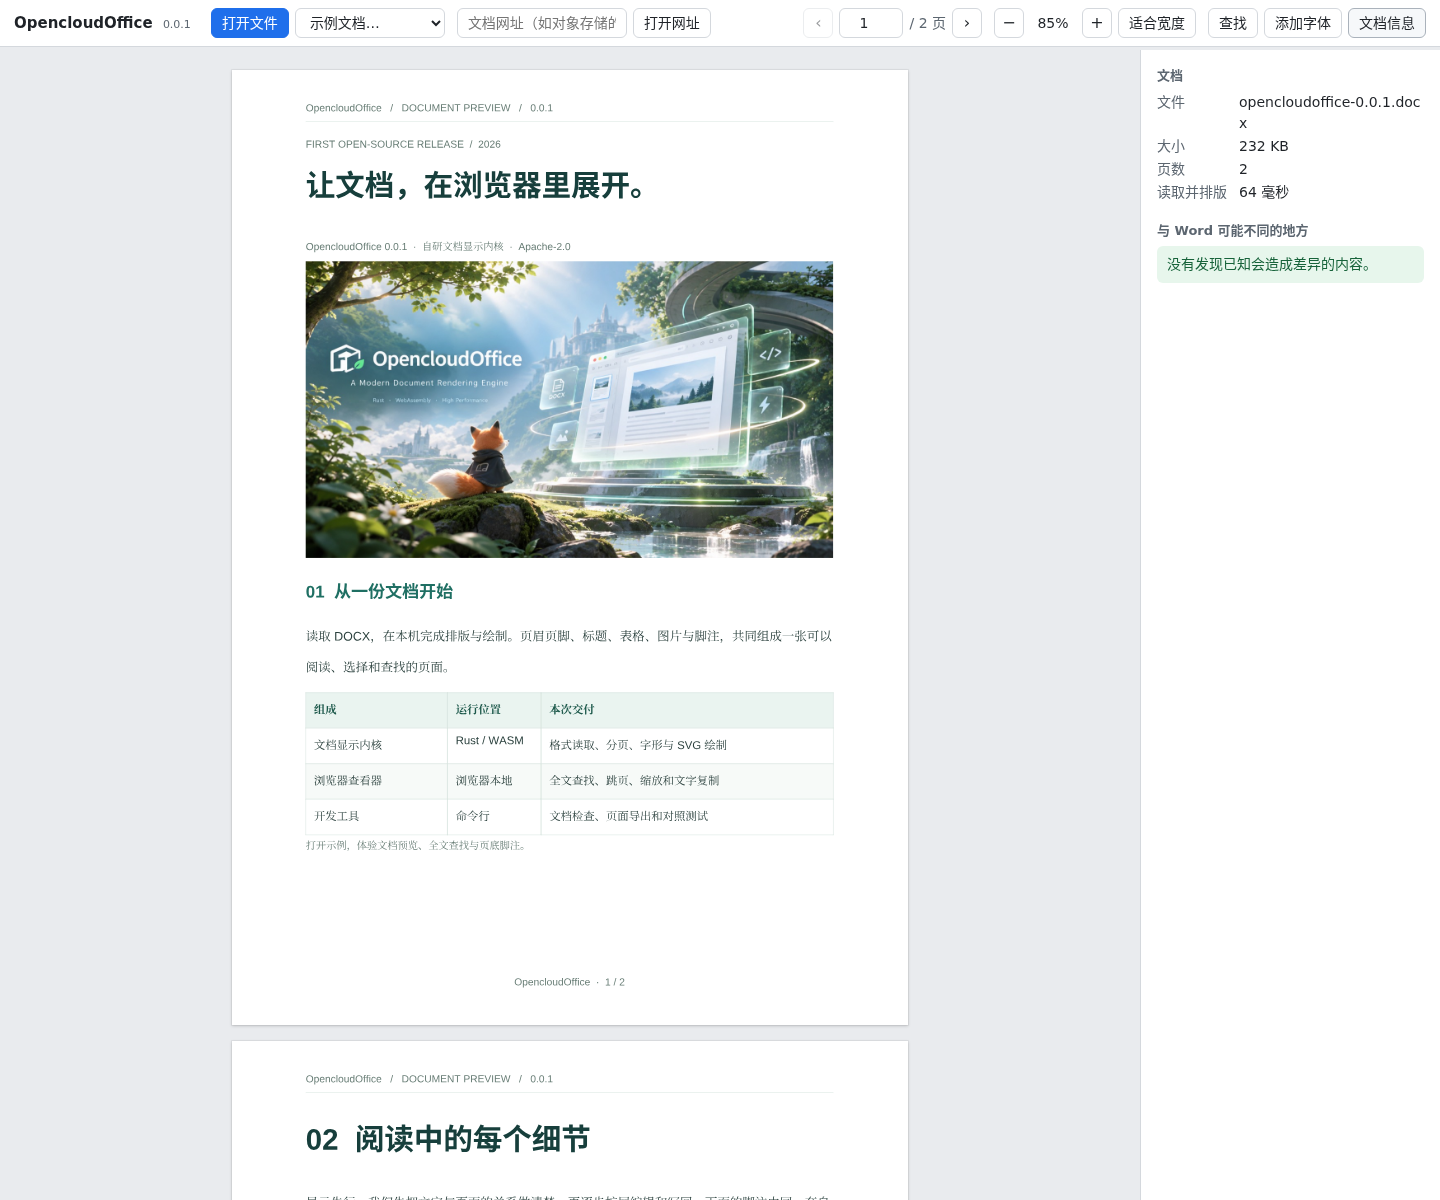 OpencloudOffice 0.0.1 打开文件 示例文档... 文档网址（如对象存储的 打开网址 ‹ 1 / 2 页 › − 85% + 适合宽度 查找 添加字体 文档信息
OpencloudOffice / DOCUMENT PREVIEW / 0.0.1
FIRST OPEN-SOURCE RELEASE / 2026
让文档，在浏览器里展开。
OpencloudOffice 0.0.1 · 自研文档显示内核 · Apache-2.0
OpencloudOffice
A Modern Document Rendering Engine
Rust · WebAssembly · High Performance
DOCX
</>
01 从一份文档开始
读取 DOCX，在本机完成排版与绘制。页眉页脚、标题、表格、图片与脚注，共同组成一张可以
阅读、选择和查找的页面。
组成 运行位置 本次交付
文档显示内核 Rust / WASM 格式读取、分页、字形与 SVG 绘制
浏览器查看器 浏览器本地 全文查找、跳页、缩放和文字复制
开发工具 命令行 文档检查、页面导出和对照测试
打开示例，体验文档预览、全文查找与页底脚注。
OpencloudOffice · 1 / 2
OpencloudOffice / DOCUMENT PREVIEW / 0.0.1
02 阅读中的每个细节
文档
文件 opencloudoffice-0.0.1.doc
x
大小 232 KB
页数 2
读取并排版 64 毫秒
与 Word 可能不同的地方
没有发现已知会造成差异的内容。